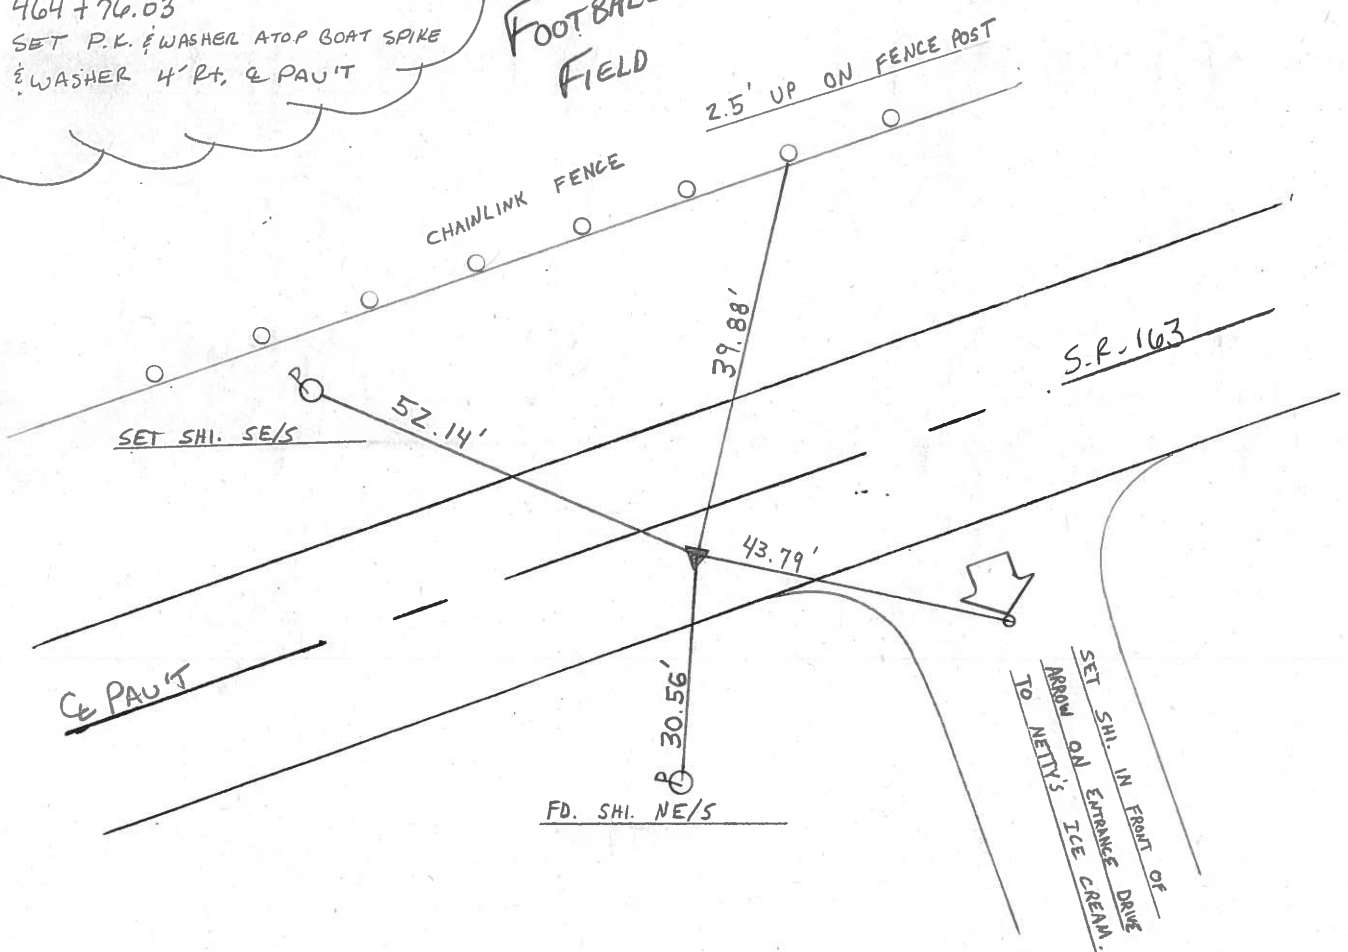 464 + 76.03
SET P.K. & WASHER ATOP BOAT SPIKE
& WASHER 4' Rt. ℄ PAV'T
FOOTBALL
FIELD
2.5' UP ON FENCE POST
CHAINLINK FENCE
39.88'
S.R. 163
52.14'
SET SHI. SE/S
43.79'
℄ PAV'T
30.56'
FD. SHI. NE/S
SET SHI. IN FRONT OF
ARROW ON ENTRANCE DRIVE
TO NETTY'S ICE CREAM.